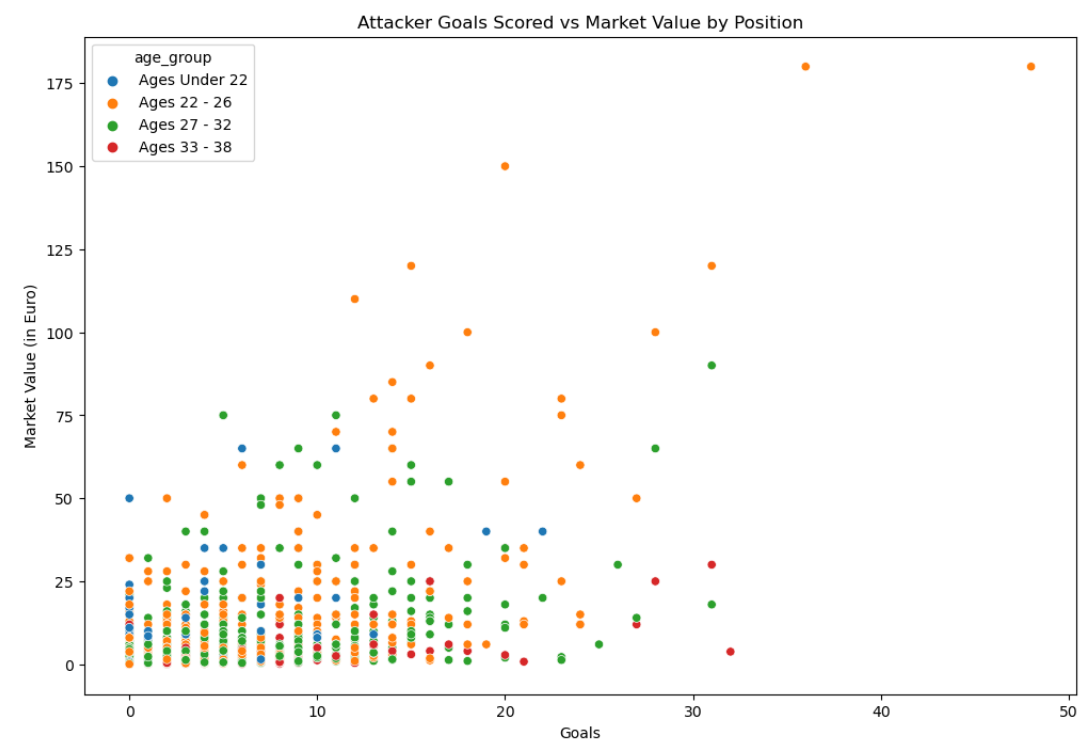 Attacker Goals Scored vs Market Value by Position
age_group
Ages Under 22
Ages 22 - 26
Ages 27 - 32
Ages 33 - 38
Market Value (in Euro)
175
150
125
100
75
50
25
0
0 10 20 30 40 50
Goals